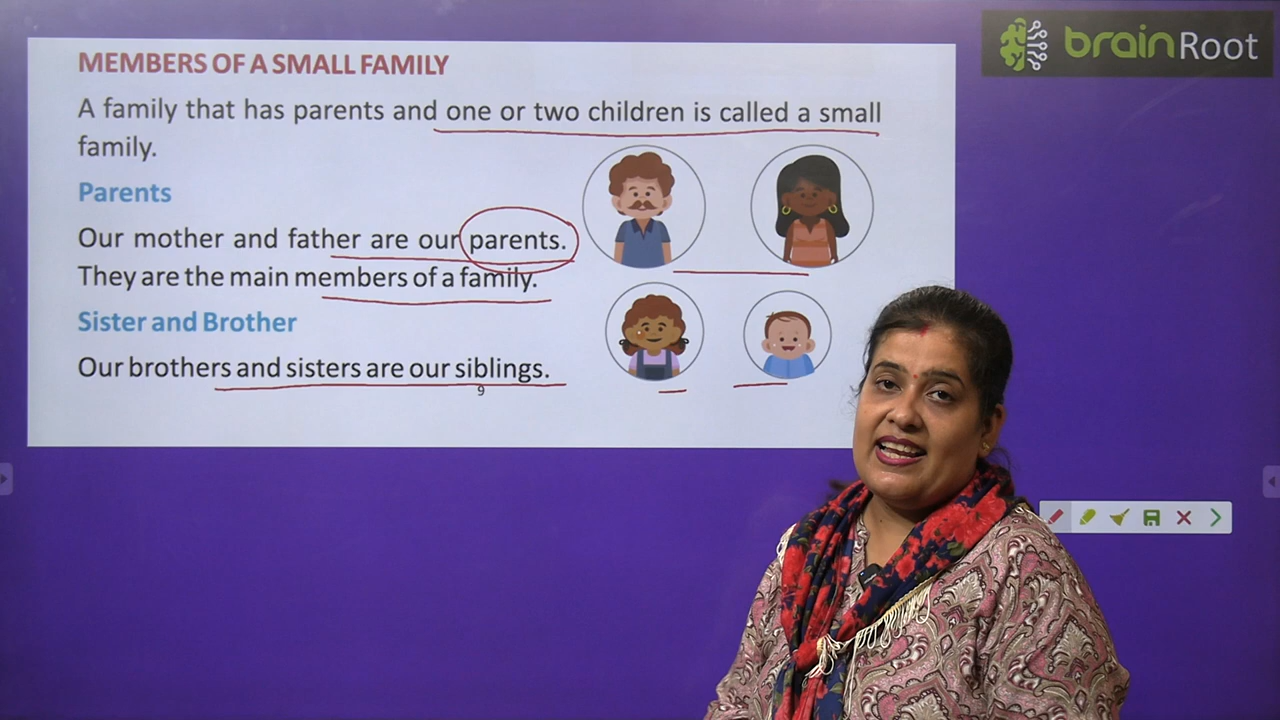 brainRoot
MEMBERS OF A SMALL FAMILY
A family that has parents and one or two children is called a small
family.
Parents
Our mother and father are our parents.
They are the main members of a family.
Sister and Brother
Our brothers and sisters are our siblings.
9